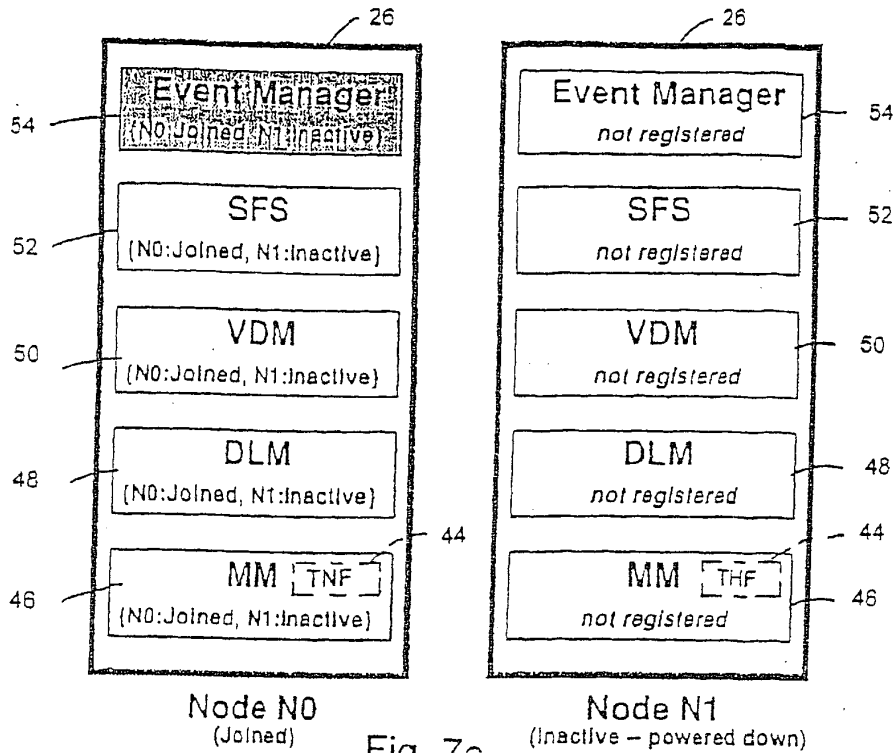 26
Event Manager
54
{N0:Joined, N1:Inactive}
SFS
52
{N0:Joined, N1:Inactive}
VDM
50
{N0:Joined, N1:Inactive}
DLM
48
{N0:Joined, N1:Inactive}
44
MM TNF
46
{N0:Joined, N1:Inactive}
Node N0
(Joined)
26
Event Manager
54
not registered
SFS
52
not registered
VDM
50
not registered
DLM
48
not registered
44
MM THF
46
not registered
Node N1
(Inactive – powered down)
Fig. 7e